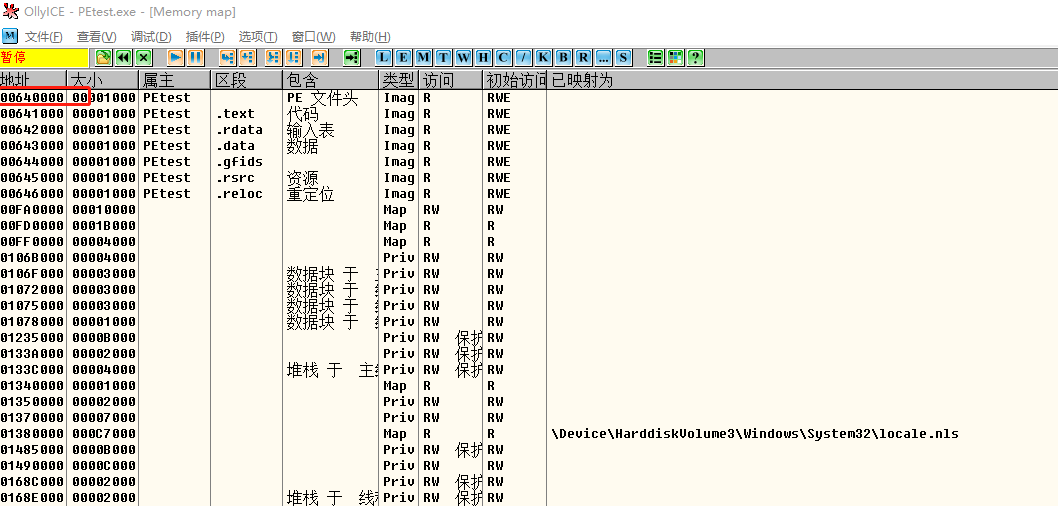 OllyICE - PEtest.exe - [Memory map]
M 文件(F) 查看(V) 调试(D) 插件(P) 选项(T) 窗口(W) 帮助(H)
暂停 L E M T W H C / K B R ... S ?
地址 大小 属主 区段 包含 类型 访问 初始访问 已映射为
00640000 00001000 PEtest PE 文件头 Imag R RWE
00641000 00001000 PEtest .text 代码 Imag R RWE
00642000 00001000 PEtest .rdata 输入表 Imag R RWE
00643000 00001000 PEtest .data 数据 Imag R RWE
00644000 00001000 PEtest .gfids Imag R RWE
00645000 00001000 PEtest .rsrc 资源 Imag R RWE
00646000 00001000 PEtest .reloc 重定位 Imag R RWE
00FA0000 00010000 Map RW RW
00FD0000 0001B000 Map R R
00FF0000 00004000 Map R R
0106B000 00004000 Priv RW RW
0106F000 00003000 数据块 于 Priv RW RW
01072000 00003000 数据块 于 Priv RW RW
01075000 00003000 数据块 于 Priv RW RW
01078000 00001000 数据块 于 Priv RW RW
01235000 0000B000 Priv RW 保护 RW
0133A000 00002000 Priv RW 保护 RW
0133C000 00004000 堆栈 于 主 Priv RW 保护 RW
01340000 00001000 Map R R
01350000 00002000 Priv RW RW
01370000 00007000 Priv RW RW
01380000 000C7000 Map R R \Device\HarddiskVolume3\Windows\System32\locale.nls
01485000 0000B000 Priv RW 保护 RW
01490000 0000C000 Priv RW RW
0168C000 00002000 Priv RW 保护 RW
0168E000 00002000 堆栈 于 线 Priv RW 保护 RW